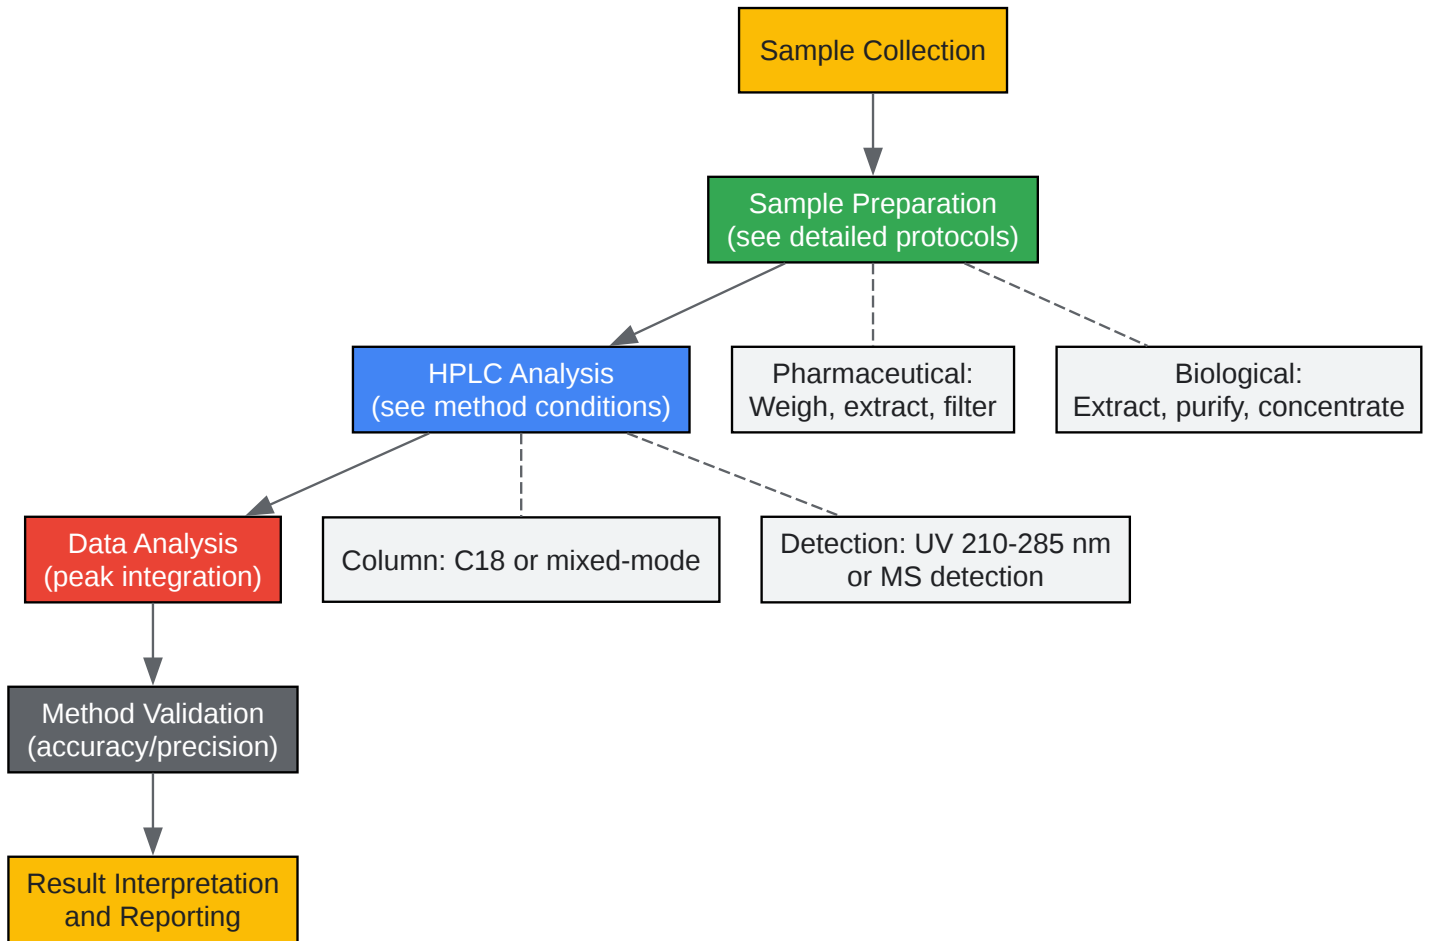 Sample Collection
Sample Preparation
(see detailed protocols)
HPLC Analysis
(see method conditions)
Pharmaceutical:
Weigh, extract, filter
Biological:
Extract, purify, concentrate
Data Analysis
(peak integration)
Column: C18 or mixed-mode
Detection: UV 210-285 nm
or MS detection
Method Validation
(accuracy/precision)
Result Interpretation
and Reporting